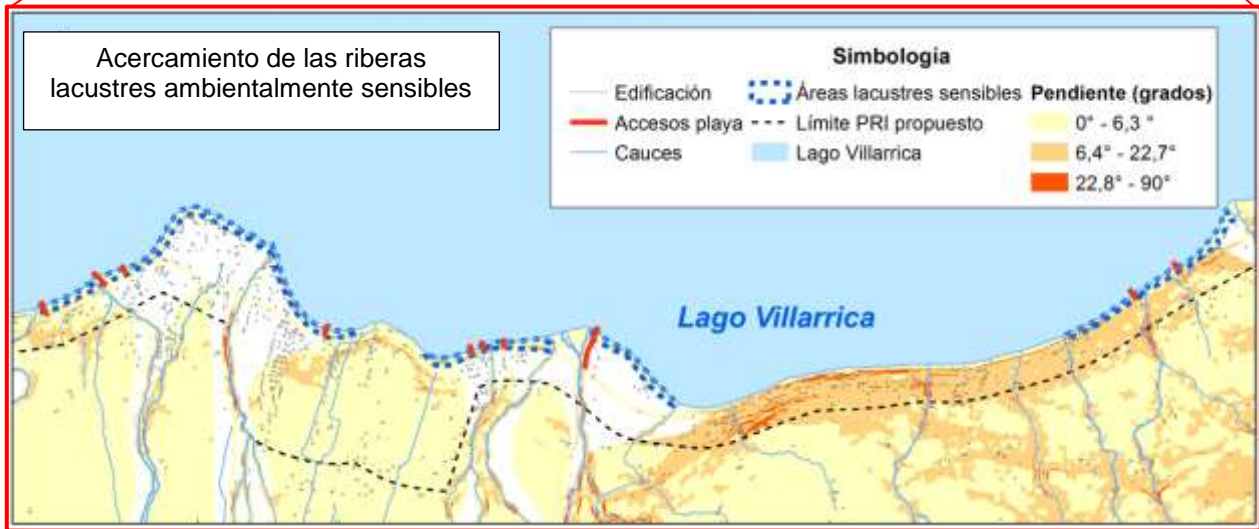 Acercamiento de las riberas
lacustres ambientalmente sensibles
Simbología
Edificación
Accesos playa
Cauces
Áreas lacustres sensibles
Límite PRI propuesto
Lago Villarrica
Pendiente (grados)
0° - 6,3 °
6,4° - 22,7°
22,8° - 90°
Lago Villarrica